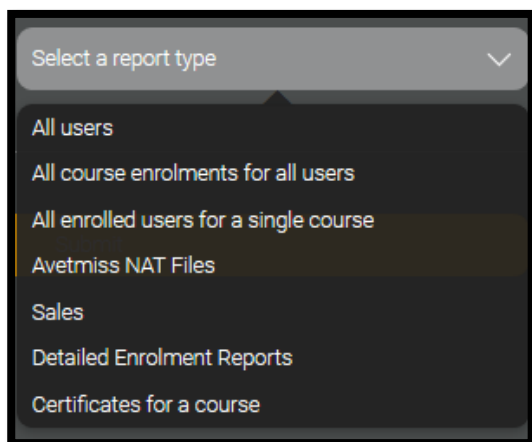 Select a report type
All users
All course enrolments for all users
All enrolled users for a single course
Avetmiss NAT Files
Sales
Detailed Enrolment Reports
Certificates for a course